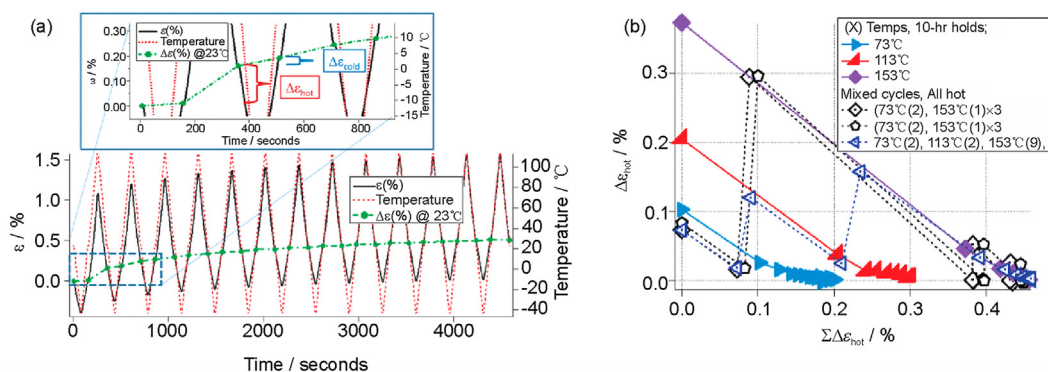 (a)
ε(%)
Temperature
Δε(%) @23℃
0.30
0.20
0.10
0.00
ε / %
10
5
0
-5
-10
-15
Temperature / ℃
Δεhot
Δεcold
0
200
400
600
800
Time / seconds
1.5
1.0
0.5
0.0
ε / %
ε(%)
Temperature
Δε(%) @ 23℃
100
80
60
40
20
0
-20
-40
Temperature / ℃
0
1000
2000
3000
4000
Time / seconds
(b)
(X) Temps, 10-hr holds;
73℃
113℃
153℃
Mixed cycles, All hot
(73℃(2), 153℃(1)×3
(73℃(2), 153℃(1)×3
73℃(2), 113℃(2), 153℃(9),
0.3
0.2
0.1
0.0
Δεhot / %
0.0
0.1
0.2
0.3
0.4
ΣΔεhot / %